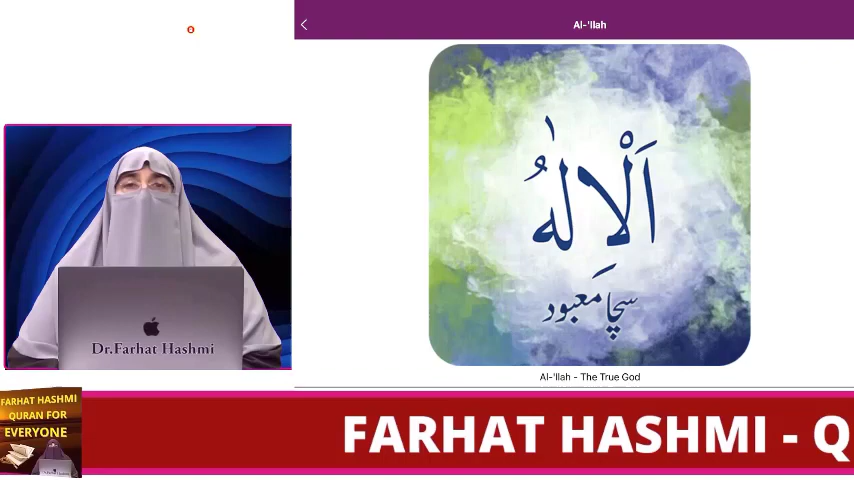 Al-'Ilah
اَلْاِلٰهُ
سچا معبود
Al-'Ilah - The True God
Dr.Farhat Hashmi
FARHAT HASHMI
QURAN FOR
EVERYONE
FARHAT HASHMI - Q